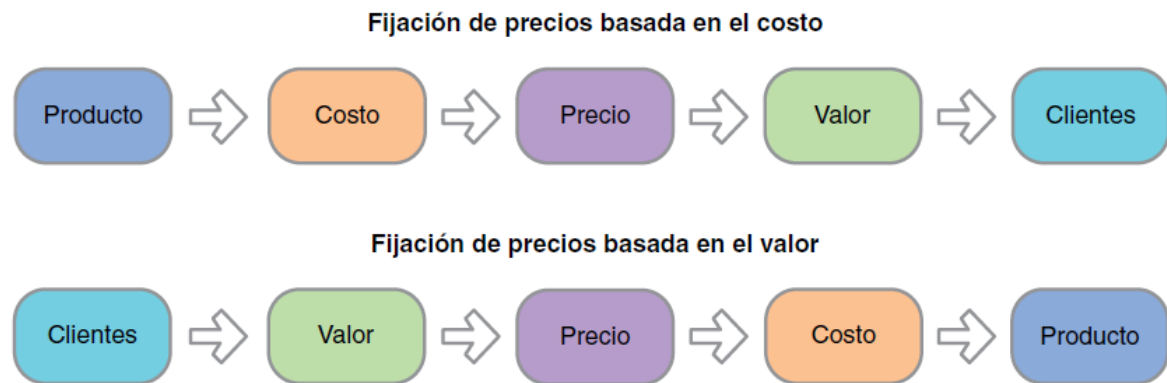 Fijación de precios basada en el costo
Producto
Costo
Precio
Valor
Clientes
Fijación de precios basada en el valor
Clientes
Valor
Precio
Costo
Producto